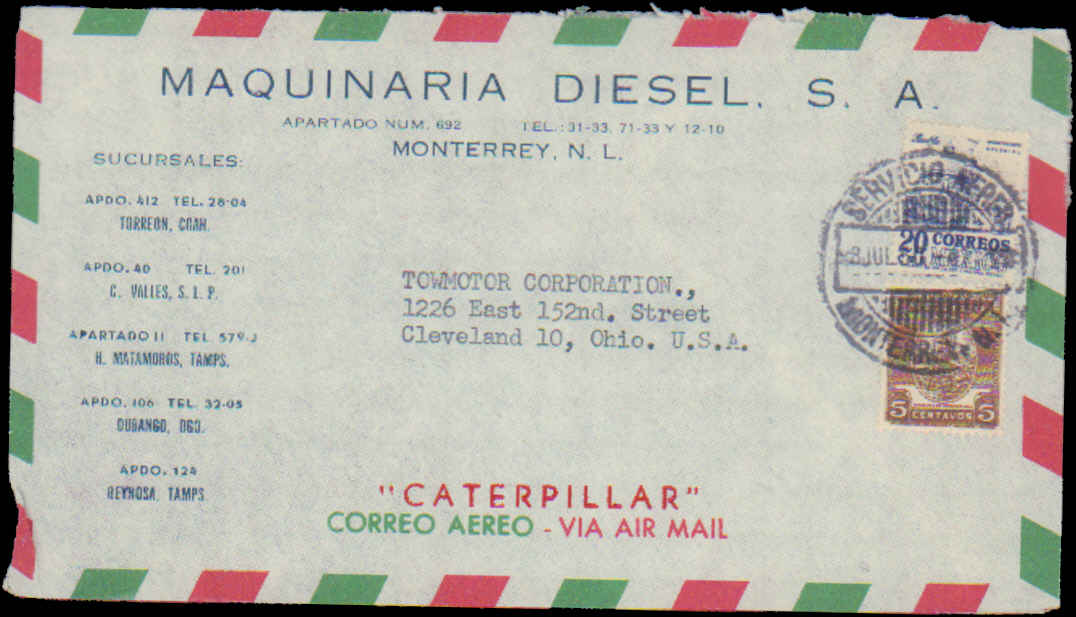 MAQUINARIA DIESEL, S. A.
APARTADO NUM. 692 TEL.: 31-33, 71-33 Y 12-10
MONTERREY, N. L.
SUCURSALES:
APDO. 412 TEL. 28-04
TORREON, COAH.
APDO. 40 TEL. 201
C. VALLES, S. L. P.
APARTADO 11 TEL. 579-J
H. MATAMOROS, TAMPS.
APDO. 106 TEL. 32-05
DURANGO, DGO.
APDO. 124
REYNOSA, TAMPS.
TOWMOTOR CORPORATION.,
1226 East 152nd. Street
Cleveland 10, Ohio. U.S.A.
SERVICIO AEREO
20 CORREOS
8 JUL.
MONTERREY, N. L.
5 CENTAVOS 5
"CATERPILLAR"
CORREO AEREO - VIA AIR MAIL